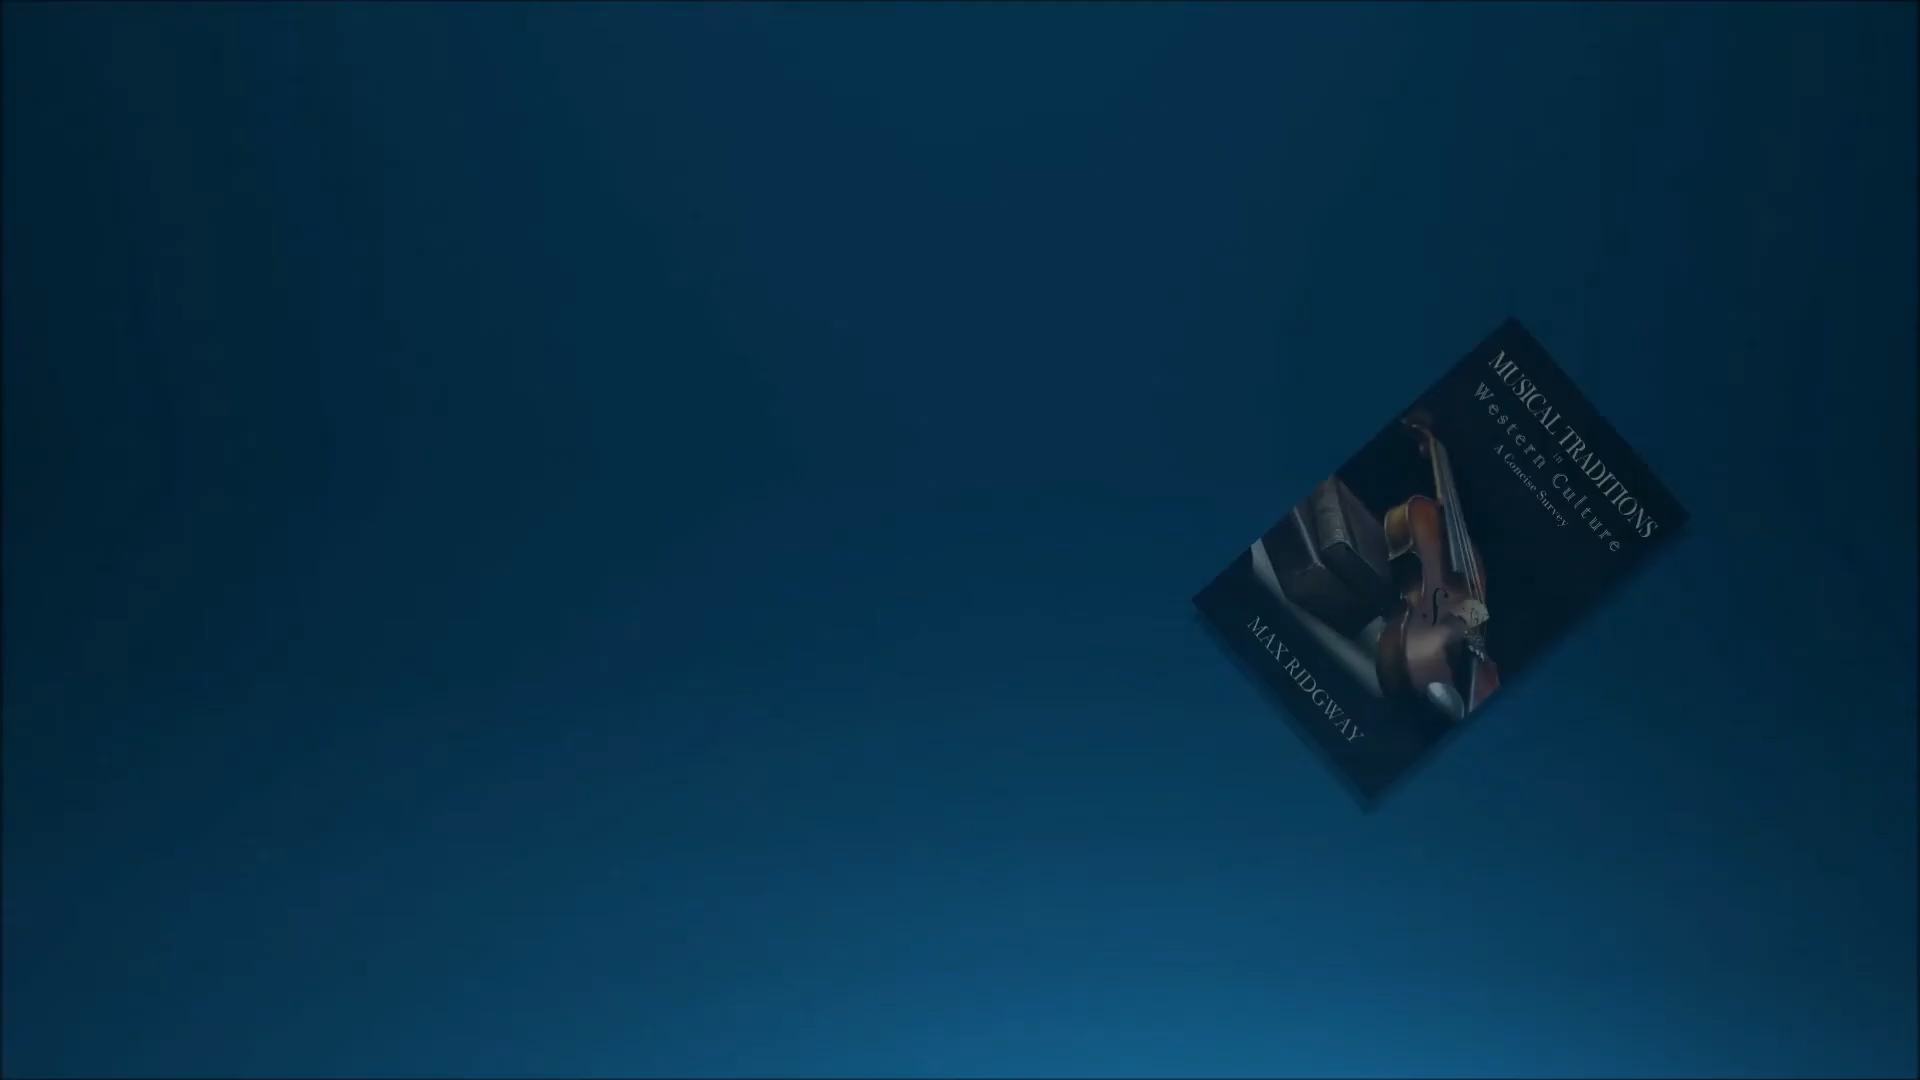 MUSICAL TRADITIONS
in
Western Culture
A Concise Survey
MAX RIDGWAY